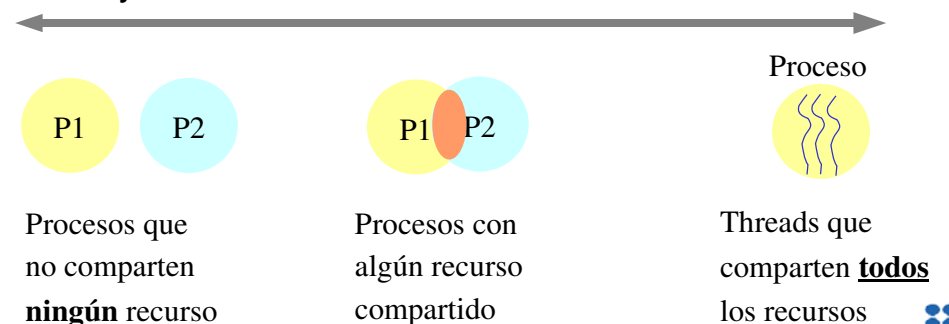 Proceso
P1
P2
P1
P2
Procesos que
no comparten
ningún recurso
Procesos con
algún recurso
compartido
Threads que
comparten todos
los recursos